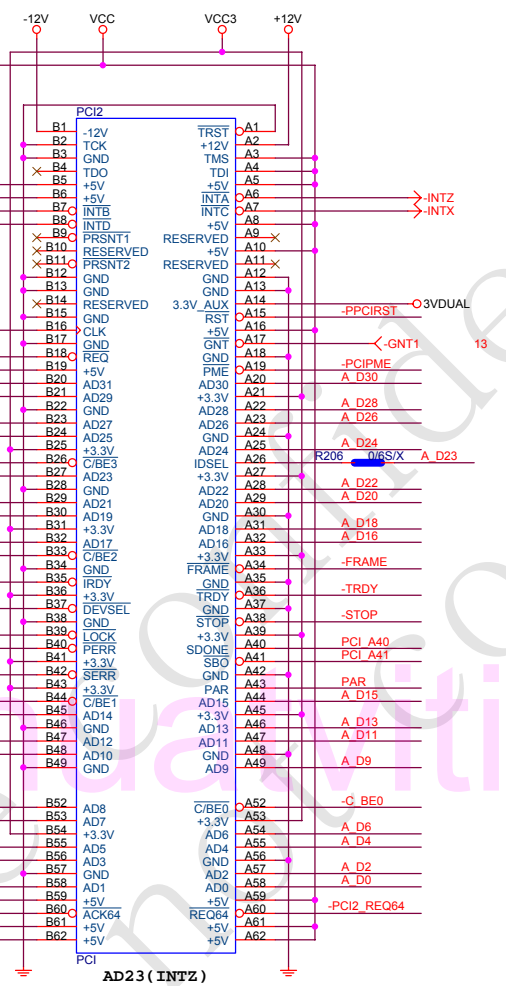 -12V VCC VCC3 +12V
PCI2
B1 -12V TRST A1
B2 TCK +12V A2
B3 GND TMS A3
B4 TDO TDI A4
B5 +5V +5V A5
B6 +5V INTA A6 -INTZ
B7 INTB INTC A7 -INTX
B8 INTD +5V A8
B9 PRSNT1 RESERVED A9
B10 RESERVED +5V A10
B11 PRSNT2 RESERVED A11
B12 GND GND A12
B13 GND GND A13
B14 RESERVED 3.3V_AUX A14 3VDUAL
B15 GND RST A15 -PPCIRST
B16 CLK +5V A16
B17 GND GNT A17 -GNT1 13
B18 REQ GND A18
B19 +5V PME A19 -PCIPME
B20 AD31 AD30 A20 A_D30
B21 AD29 +3.3V A21
B22 GND AD28 A22 A_D28
B23 AD27 AD26 A23 A_D26
B24 AD25 GND A24
B25 +3.3V AD24 A25 A_D24
B26 C/BE3 IDSEL A26 R206 0/6S/X A_D23
B27 AD23 +3.3V A27
B28 GND AD22 A28 A_D22
B29 AD21 AD20 A29 A_D20
B30 AD19 GND A30
B31 +3.3V AD18 A31 A_D18
B32 AD17 AD16 A32 A_D16
B33 C/BE2 +3.3V A33
B34 GND FRAME A34 -FRAME
B35 IRDY GND A35
B36 +3.3V TRDY A36 -TRDY
B37 DEVSEL GND A37
B38 GND STOP A38 -STOP
B39 LOCK +3.3V A39
B40 PERR SDONE A40 PCI_A40
B41 +3.3V SBO A41 PCI_A41
B42 SERR GND A42
B43 +3.3V PAR A43 PAR
B44 C/BE1 AD15 A44 A_D15
B45 AD14 +3.3V A45
B46 GND AD13 A46 A_D13
B47 AD12 AD11 A47 A_D11
B48 AD10 GND A48
B49 GND AD9 A49 A_D9
B52 AD8 C/BE0 A52 -C_BE0
B53 AD7 +3.3V A53
B54 +3.3V AD6 A54 A_D6
B55 AD5 AD4 A55 A_D4
B56 AD3 GND A56
B57 GND AD2 A57 A_D2
B58 AD1 AD0 A58 A_D0
B59 +5V +5V A59
B60 ACK64 REQ64 A60 -PCI2_REQ64
B61 +5V +5V A61
B62 +5V +5V A62
PCI
AD23(INTZ)